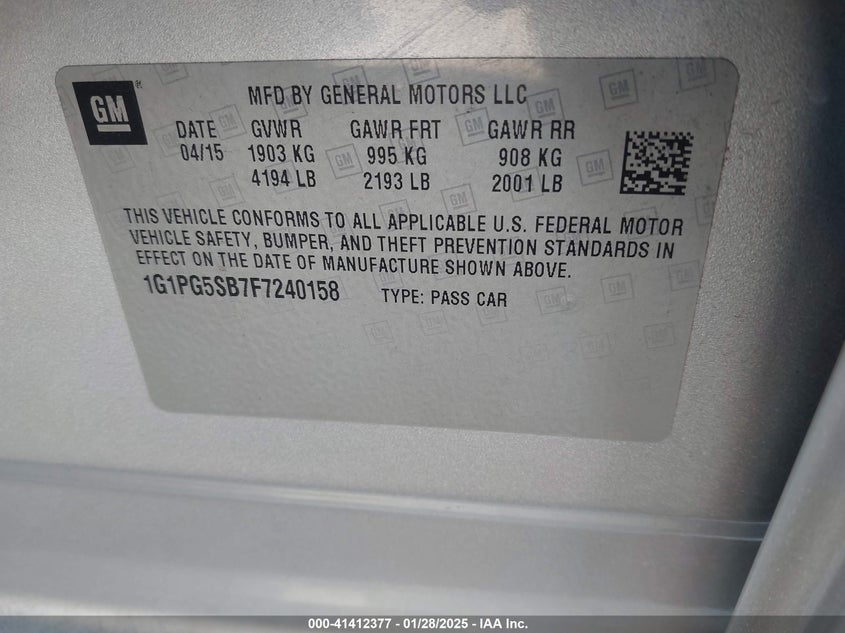 GM
MFD BY GENERAL MOTORS LLC
DATE GVWR GAWR FRT GAWR RR
04/15 1903 KG 995 KG 908 KG
4194 LB 2193 LB 2001 LB
THIS VEHICLE CONFORMS TO ALL APPLICABLE U.S. FEDERAL MOTOR
VEHICLE SAFETY, BUMPER, AND THEFT PREVENTION STANDARDS IN
EFFECT ON THE DATE OF MANUFACTURE SHOWN ABOVE.
1G1PG5SB7F7240158 TYPE: PASS CAR
000-41412377 - 01/28/2025 - IAA Inc.